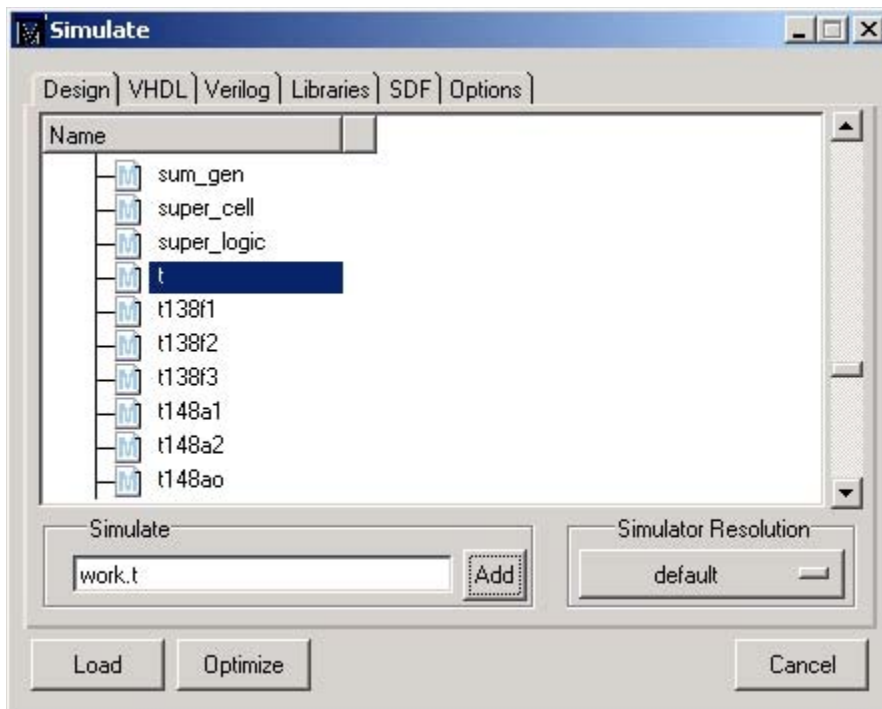 Simulate
Design VHDL Verilog Libraries SDF Options
Name
sum_gen
super_cell
super_logic
t
t138f1
t138f2
t138f3
t148a1
t148a2
t148ao
Simulate
work.t
Add
Simulator Resolution
default
Load Optimize Cancel